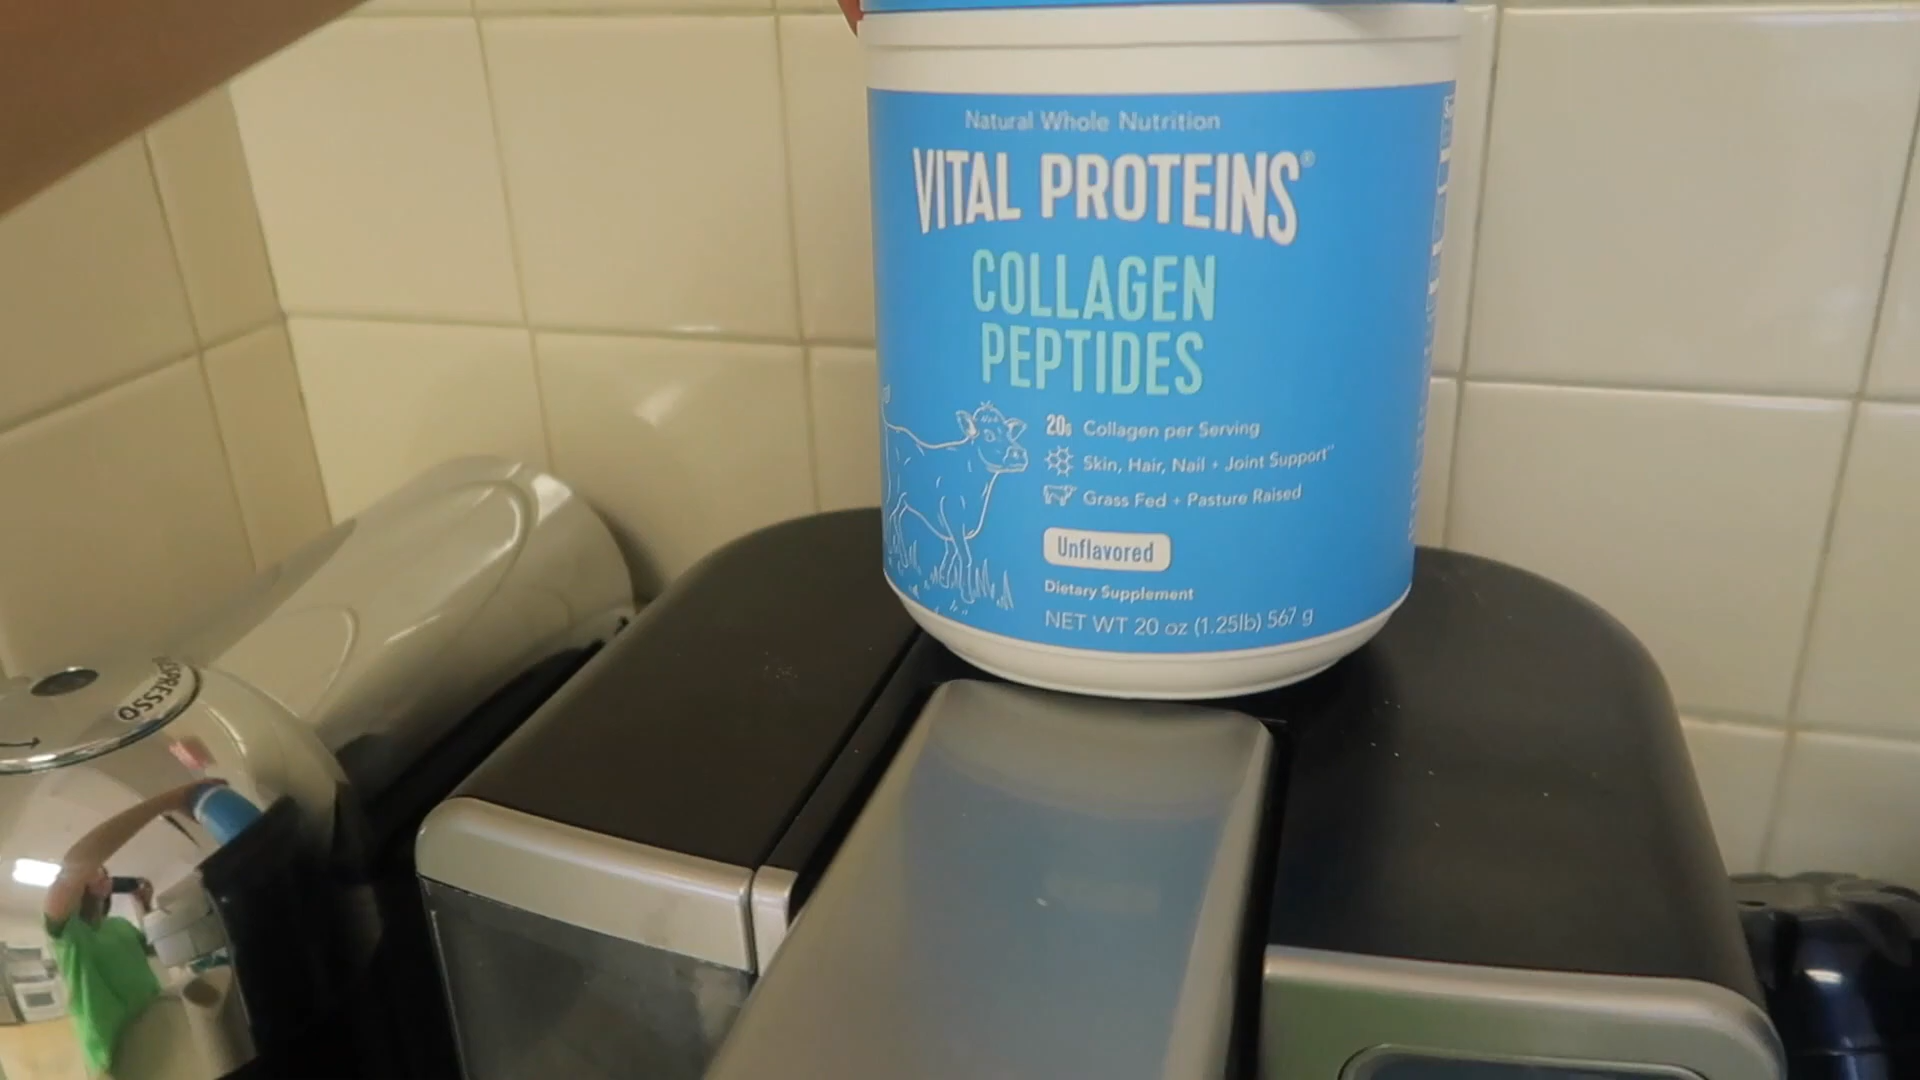 Natural Whole Nutrition
VITAL PROTEINS®
COLLAGEN
PEPTIDES
20g Collagen per Serving
Skin, Hair, Nail + Joint Support**
Grass Fed + Pasture Raised
Unflavored
Dietary Supplement
NET WT 20 oz (1.25lb) 567 g